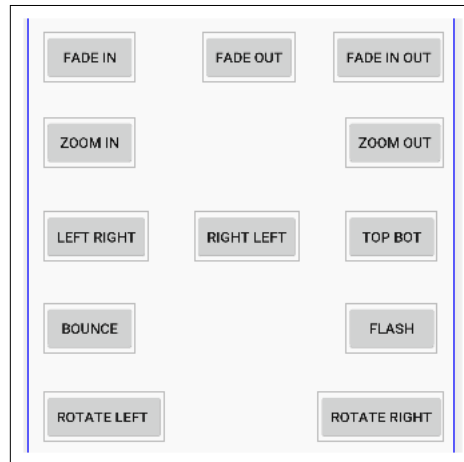 FADE IN FADE OUT FADE IN OUT
ZOOM IN ZOOM OUT
LEFT RIGHT RIGHT LEFT TOP BOT
BOUNCE FLASH
ROTATE LEFT ROTATE RIGHT